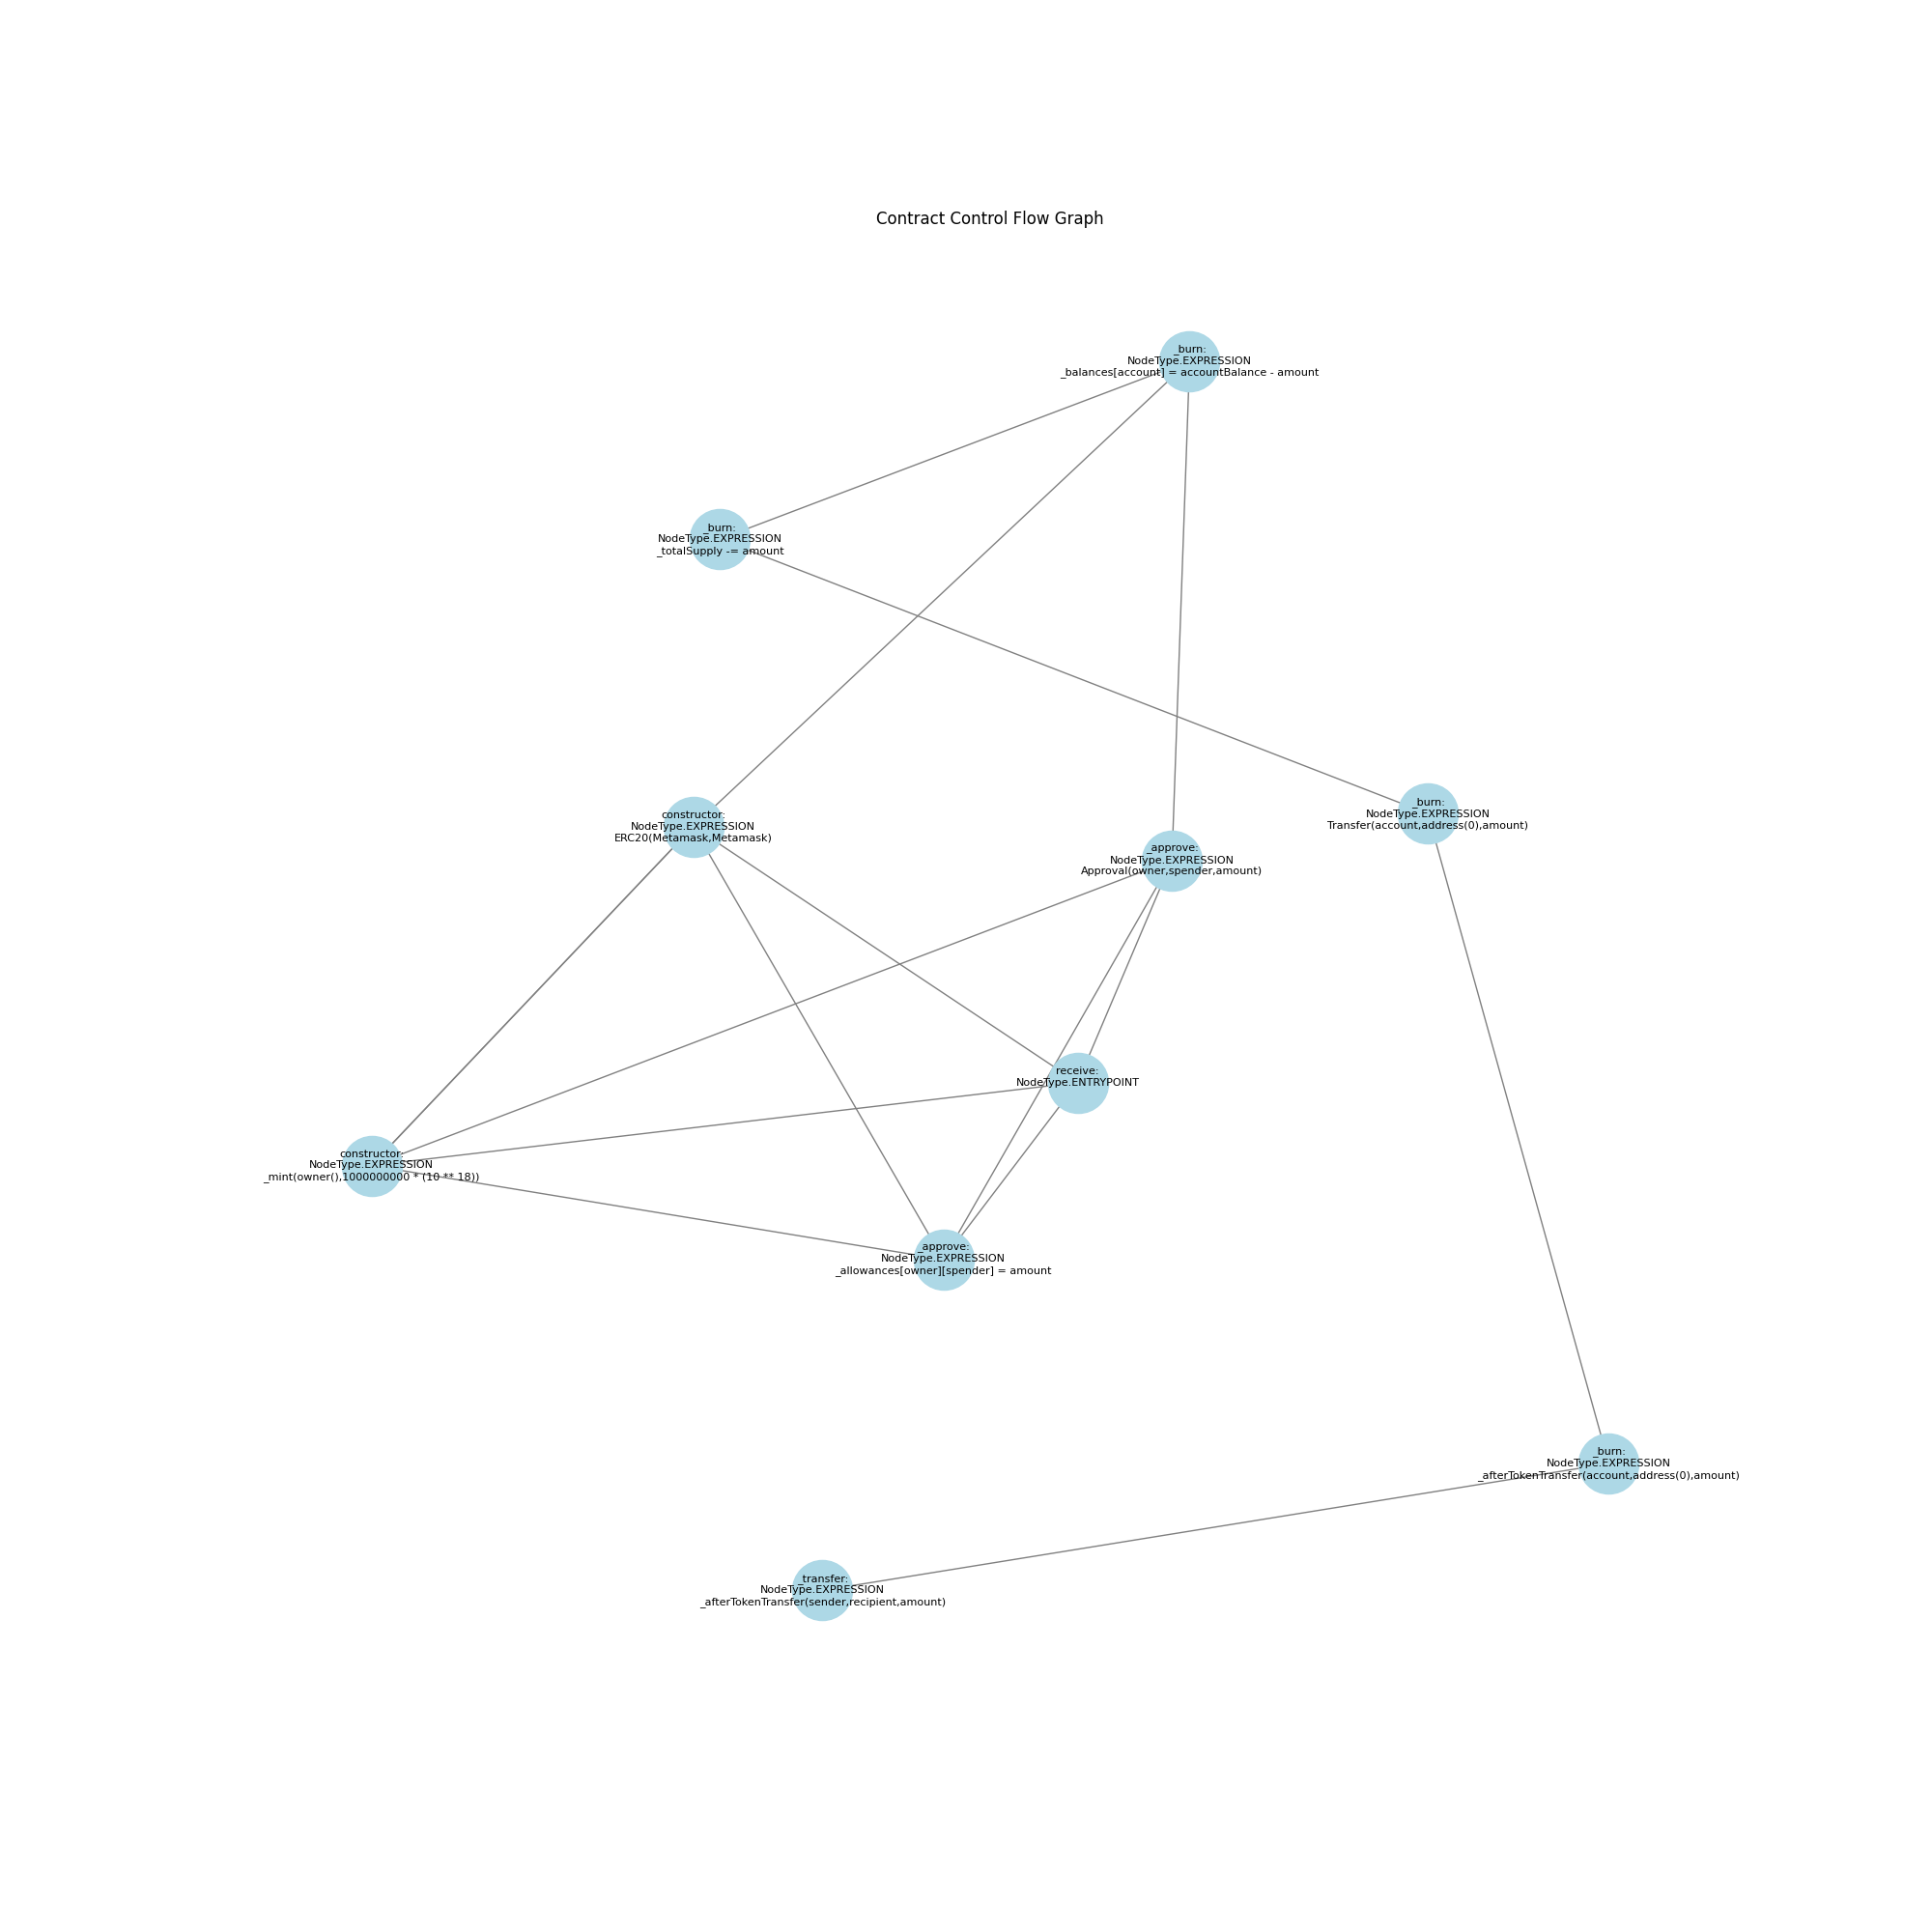 Contract Control Flow Graph
_burn:
NodeType.EXPRESSION
_balances[account] = accountBalance - amount
_burn:
NodeType.EXPRESSION
_totalSupply -= amount
_burn:
NodeType.EXPRESSION
Transfer(account,address(0),amount)
constructor:
NodeType.EXPRESSION
ERC20(Metamask,Metamask)
_approve:
NodeType.EXPRESSION
Approval(owner,spender,amount)
receive:
NodeType.ENTRYPOINT
constructor:
NodeType.EXPRESSION
_mint(owner(),1000000000 * (10 ** 18))
_approve:
NodeType.EXPRESSION
_allowances[owner][spender] = amount
_burn:
NodeType.EXPRESSION
_afterTokenTransfer(account,address(0),amount)
_transfer:
NodeType.EXPRESSION
_afterTokenTransfer(sender,recipient,amount)